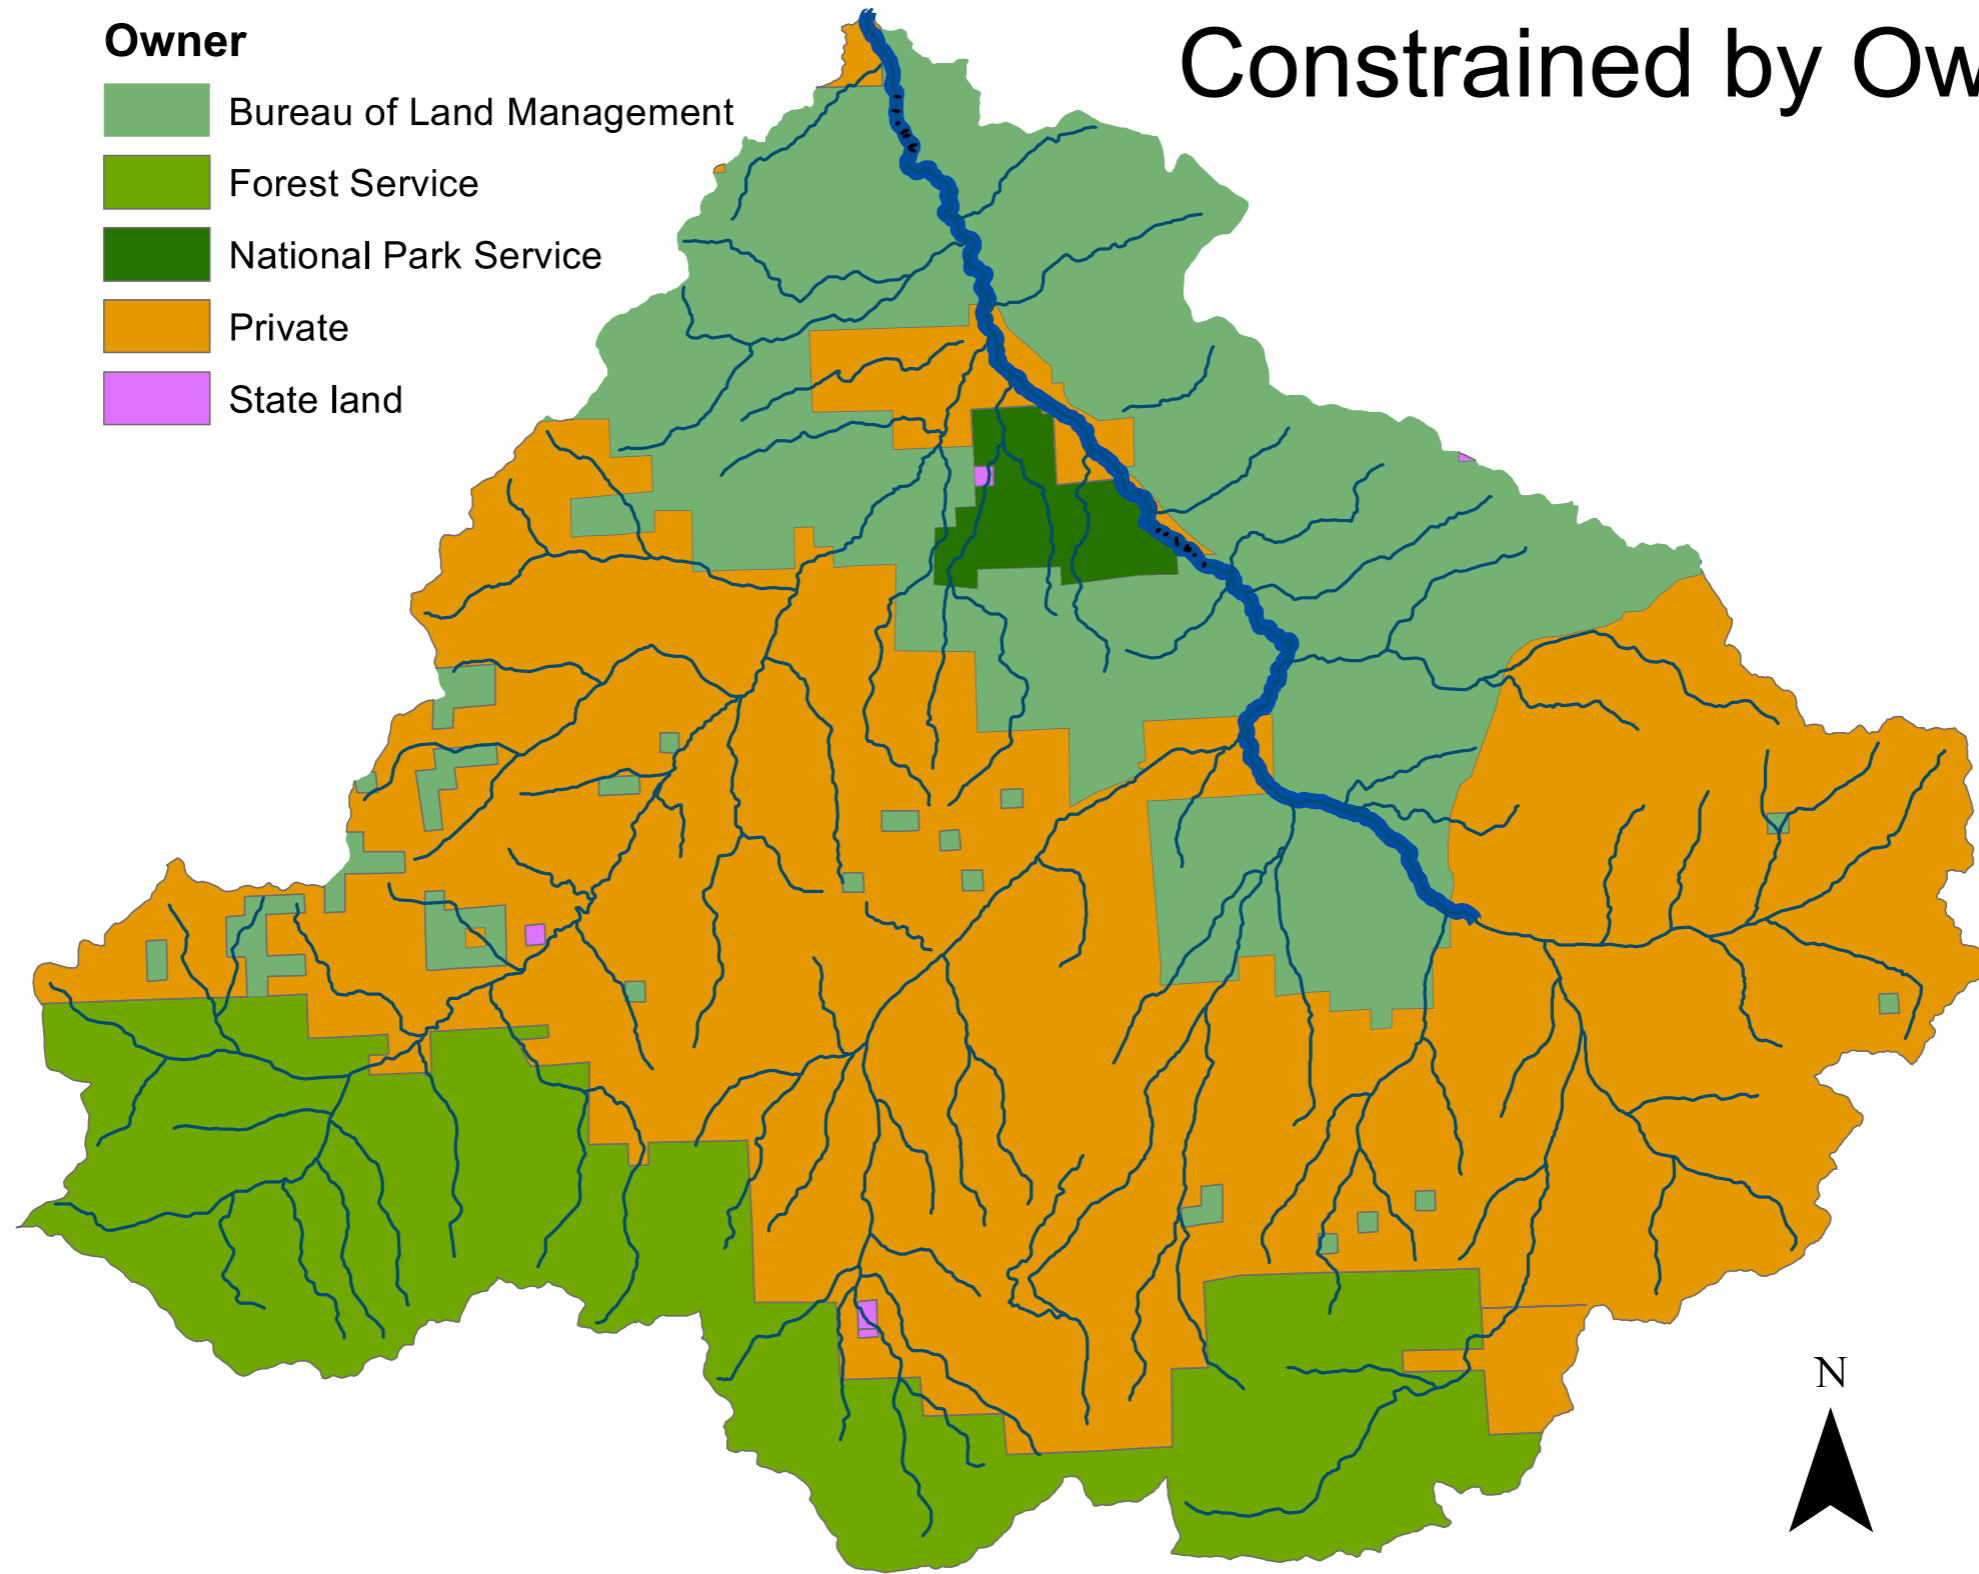 Owner
Bureau of Land Management
Forest Service
National Park Service
Private
State land
Constrained by Ow
N